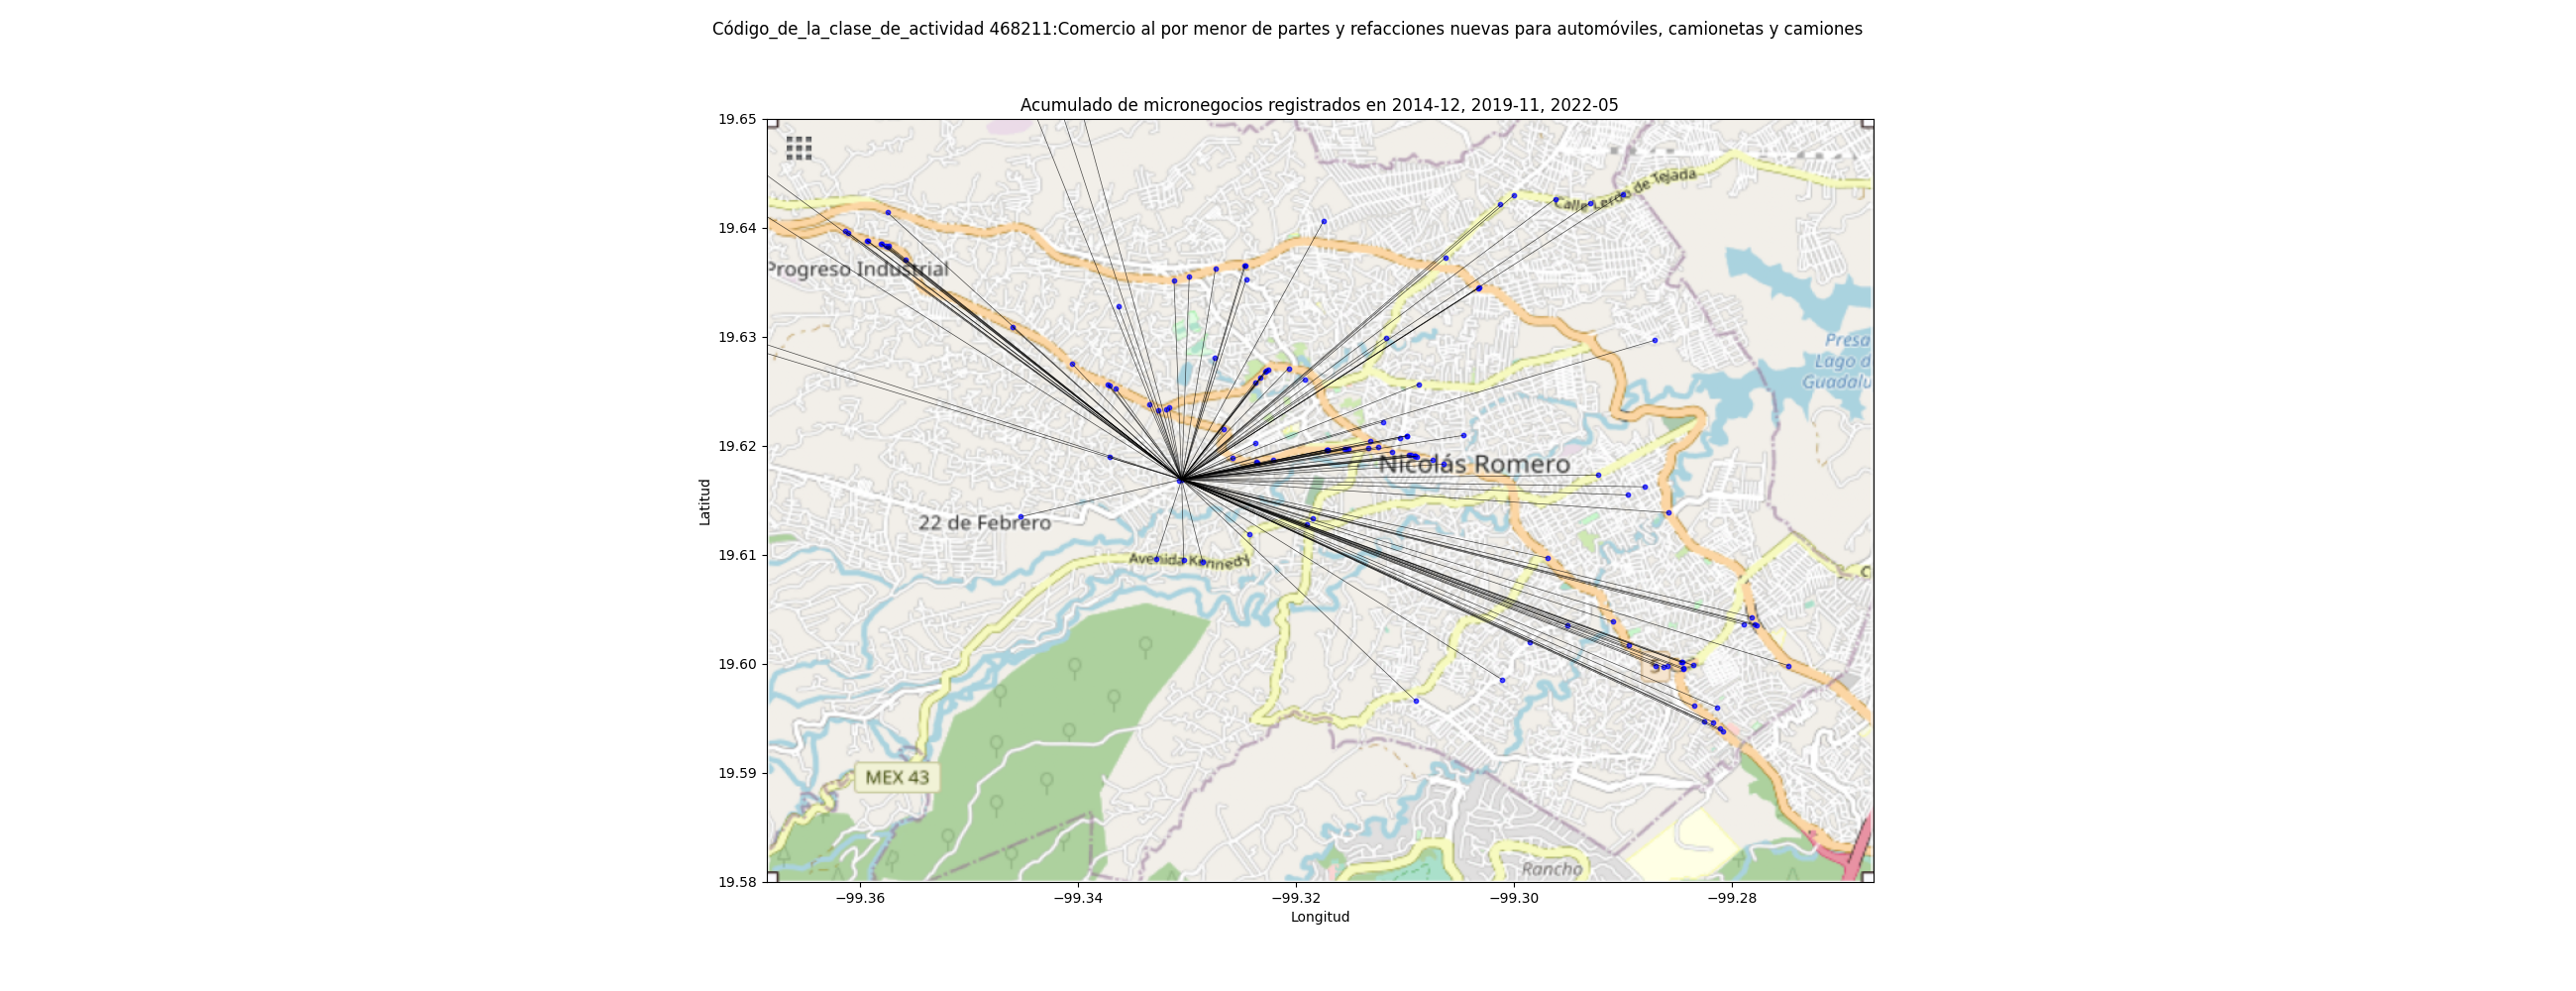 Código_de_la_clase_de_actividad 468211:Comercio al por menor de partes y refacciones nuevas para automóviles, camionetas y camiones
Acumulado de micronegocios registrados en 2014-12, 2019-11, 2022-05
19.65
19.64
19.63
19.62
19.61
19.60
19.59
19.58
Latitud
Calle Lerdo de Tejada
Progreso Industrial
Presa
Lago d
Guadalu
Nicolás Romero
22 de Febrero
Avenida Kennedy
C
MEX 43
Rancho
−99.36
−99.34
−99.32
−99.30
−99.28
Longitud